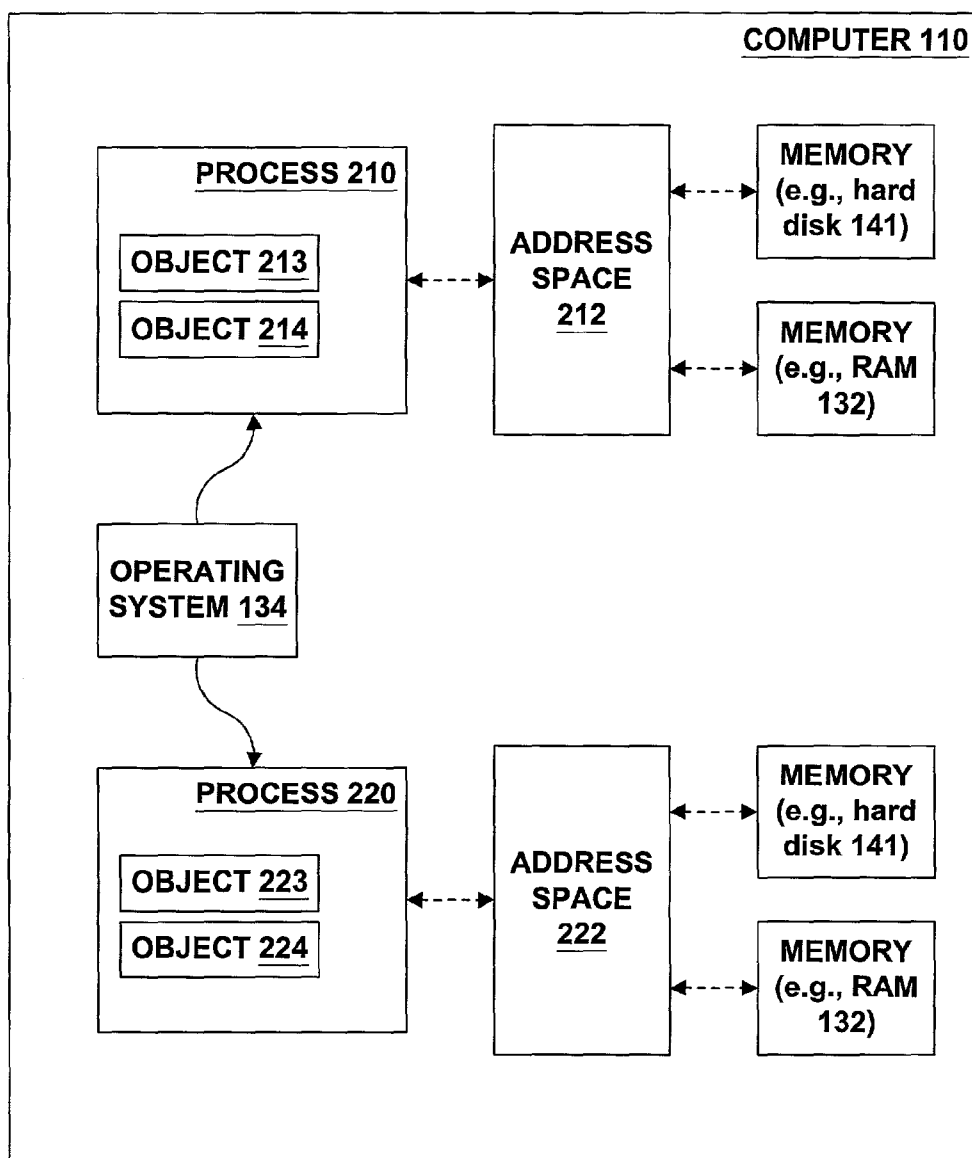 COMPUTER 110
PROCESS 210
OBJECT 213
OBJECT 214
ADDRESS
SPACE
212
MEMORY
(e.g., hard
disk 141)
MEMORY
(e.g., RAM
132)
OPERATING
SYSTEM 134
PROCESS 220
OBJECT 223
OBJECT 224
ADDRESS
SPACE
222
MEMORY
(e.g., hard
disk 141)
MEMORY
(e.g., RAM
132)